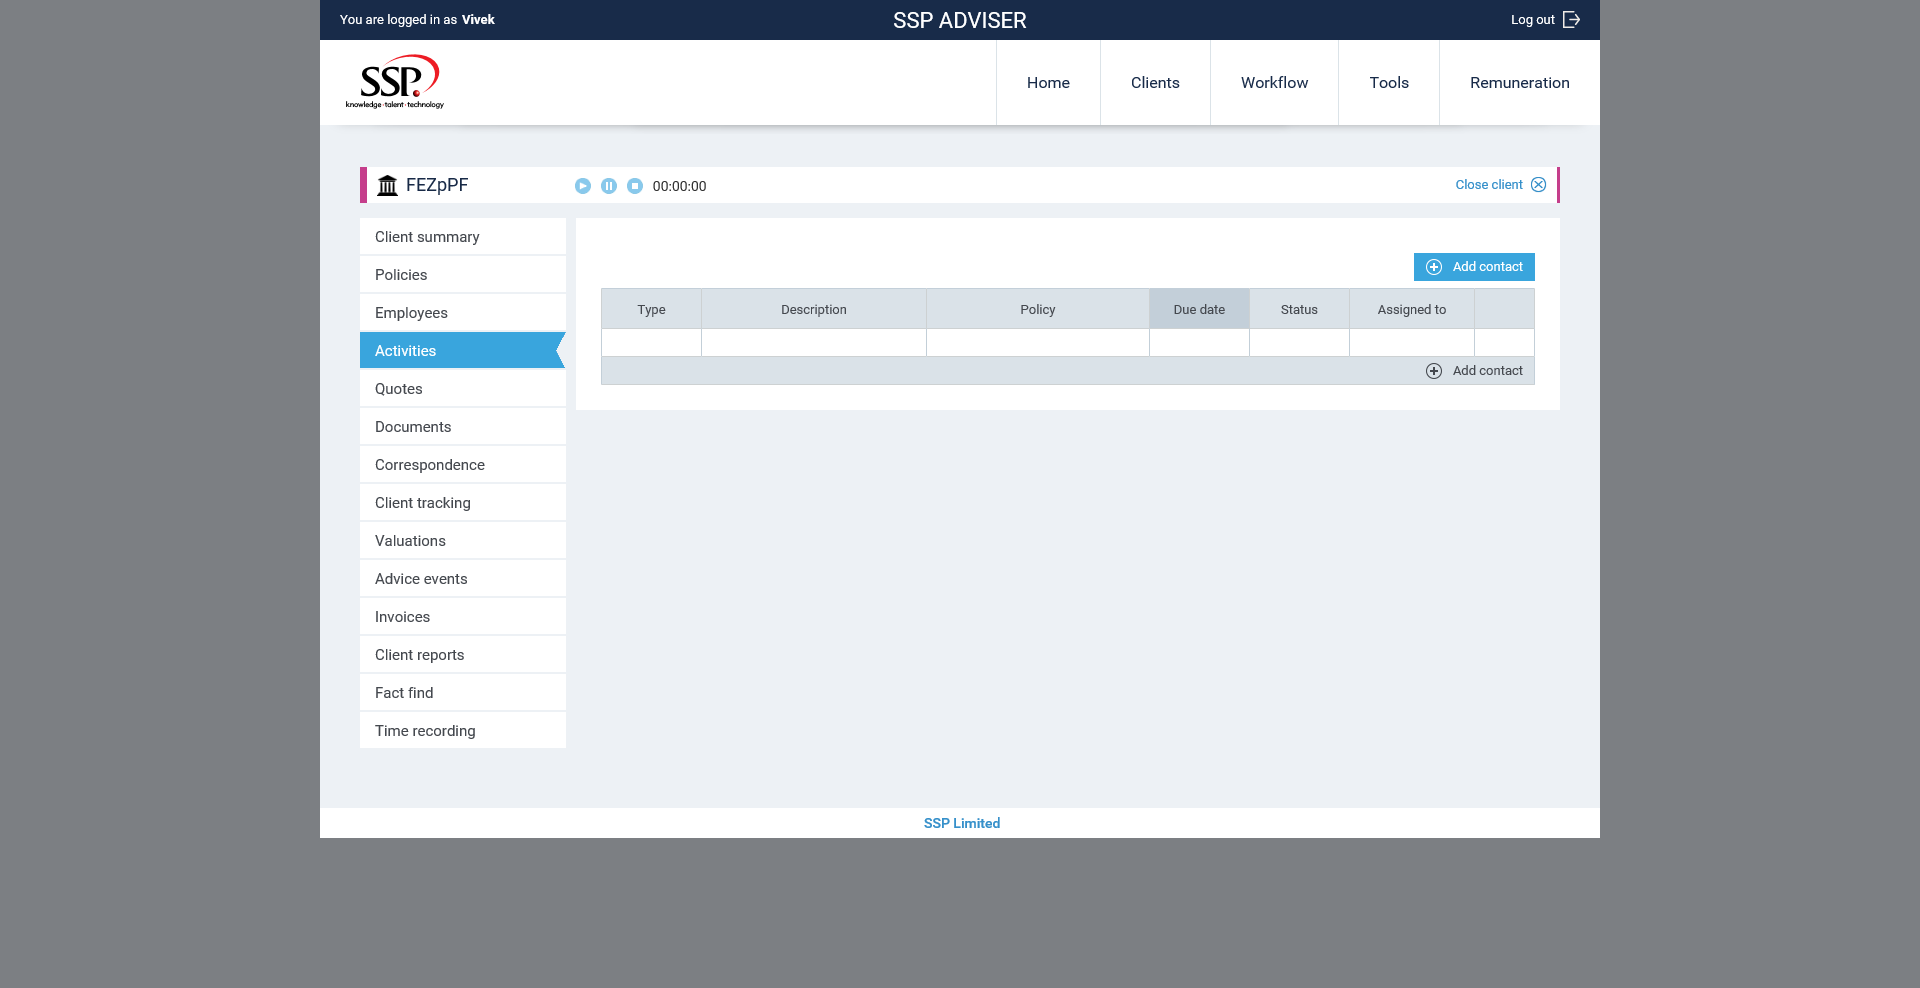 You are logged in as Vivek
SSP ADVISER
Log out
SSP.
knowledge·talent·technology
Home
Clients
Workflow
Tools
Remuneration
FEZpPF
00:00:00
Close client
Client summary
Policies
Employees
Activities
Quotes
Documents
Correspondence
Client tracking
Valuations
Advice events
Invoices
Client reports
Fact find
Time recording
Add contact
Type Description Policy Due date Status Assigned to
Add contact
SSP Limited